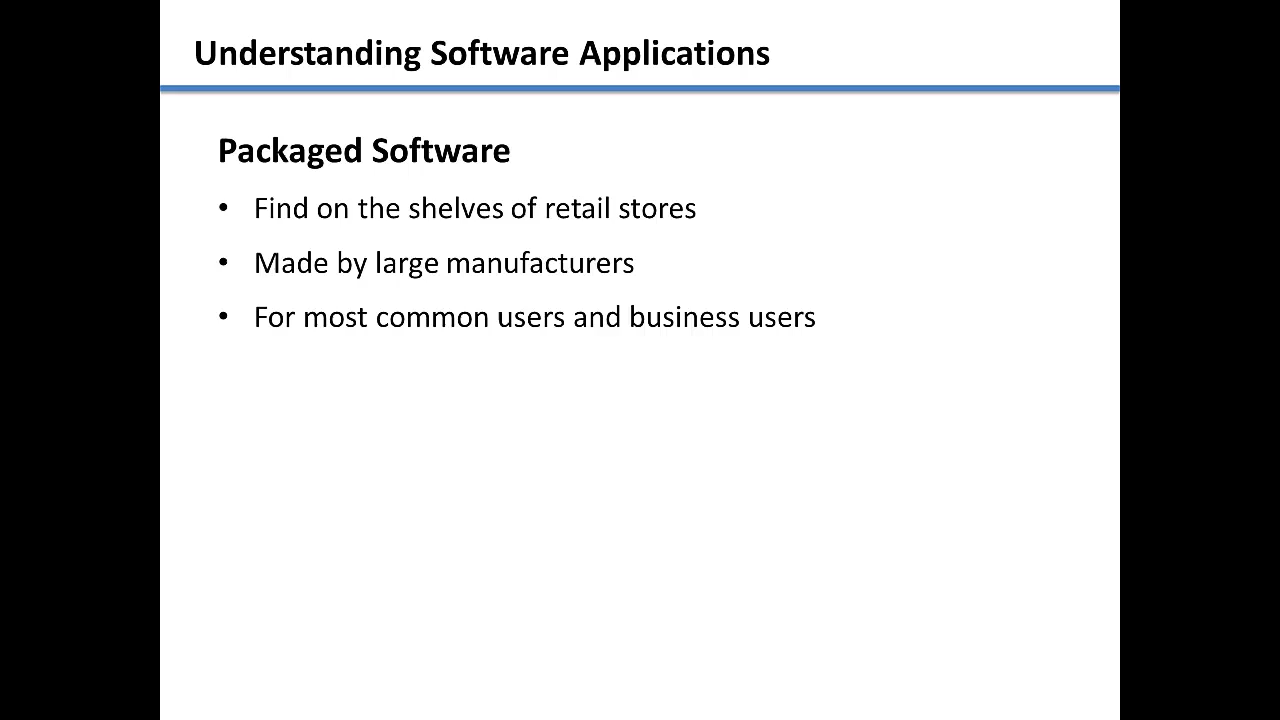 Understanding Software Applications
Packaged Software
• Find on the shelves of retail stores
• Made by large manufacturers
• For most common users and business users